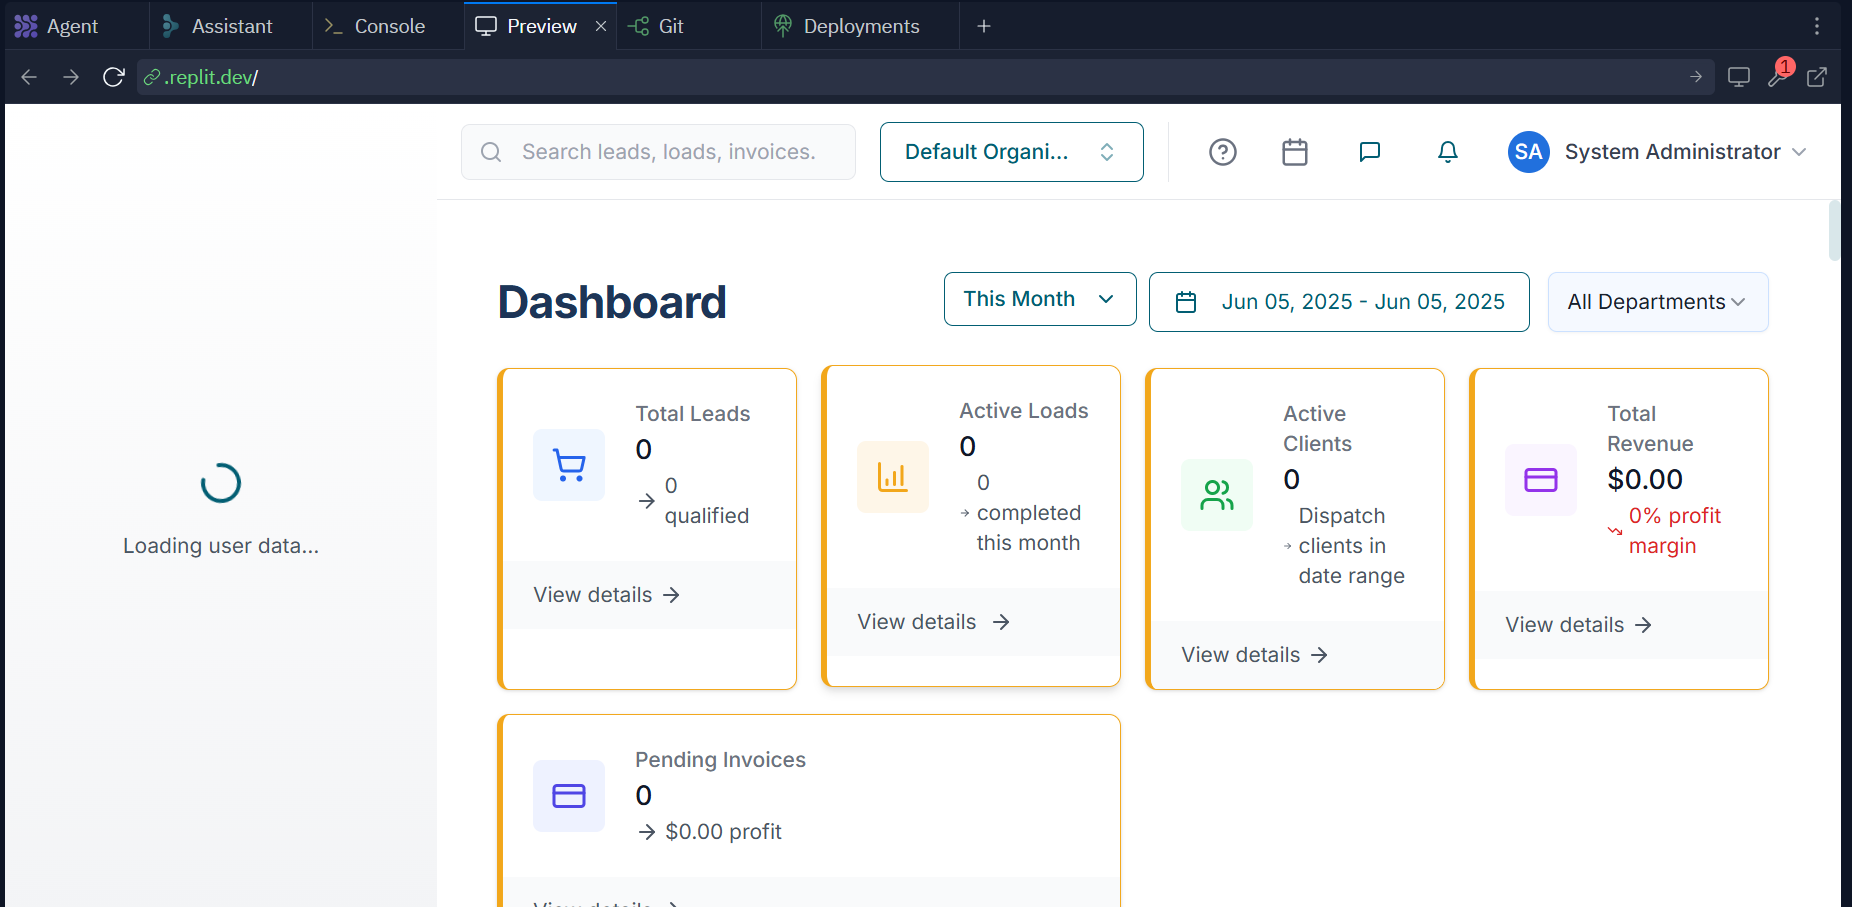 Agent
Assistant
Console
Preview
Git
Deployments
.replit.dev/
1
Search leads, loads, invoices.
Default Organi...
SA
System Administrator
Loading user data...
Dashboard
This Month
Jun 05, 2025 - Jun 05, 2025
All Departments
Total Leads
0
0
qualified
View details
Active Loads
0
0
completed
this month
View details
Active
Clients
0
Dispatch
clients in
date range
View details
Total
Revenue
$0.00
0% profit
margin
View details
Pending Invoices
0
$0.00 profit
View details